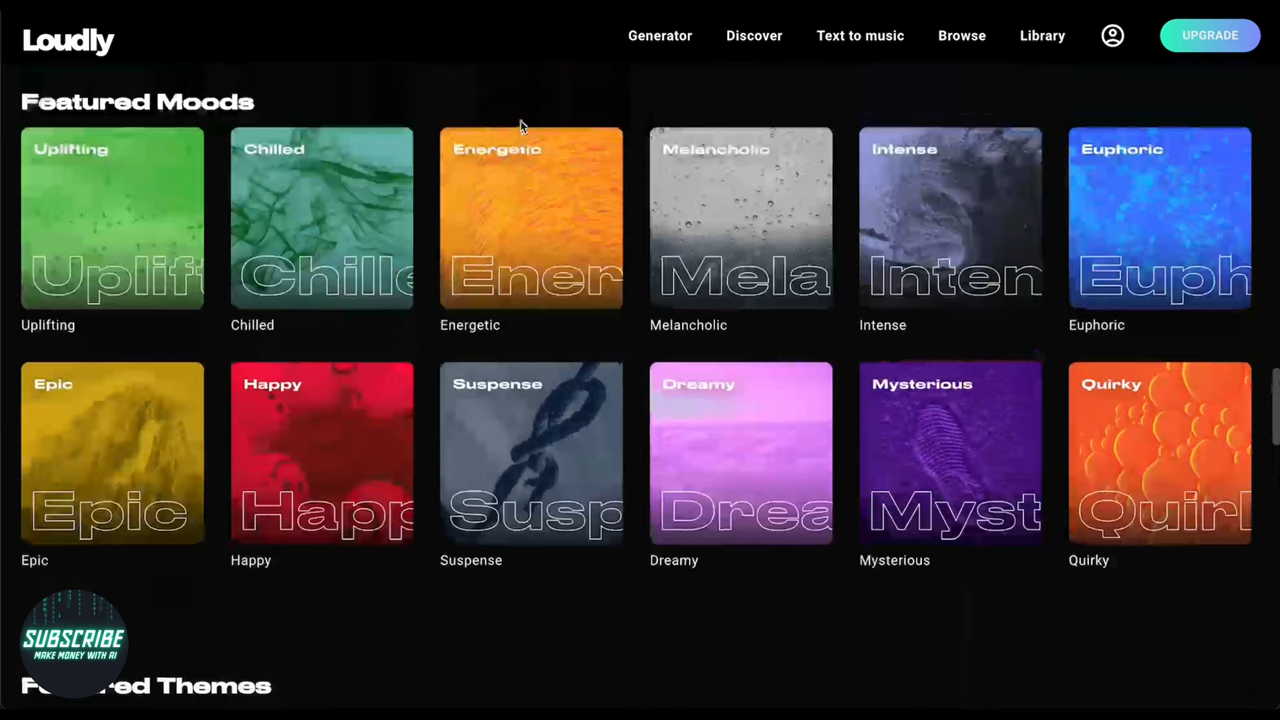 Loudly
Generator
Discover
Text to music
Browse
Library
UPGRADE
Featured Moods
Uplifting
Chilled
Energetic
Melancholic
Intense
Euphoric
Uplift
Chille
Ener
Mela
Inten
Euph
Uplifting
Chilled
Energetic
Melancholic
Intense
Euphoric
Epic
Happy
Suspense
Dreamy
Mysterious
Quirky
Epic
Happ
Susp
Drea
Myst
Quirk
Epic
Happy
Suspense
Dreamy
Mysterious
Quirky
SUBSCRIBE
MAKE MONEY WITH AI
Featured Themes